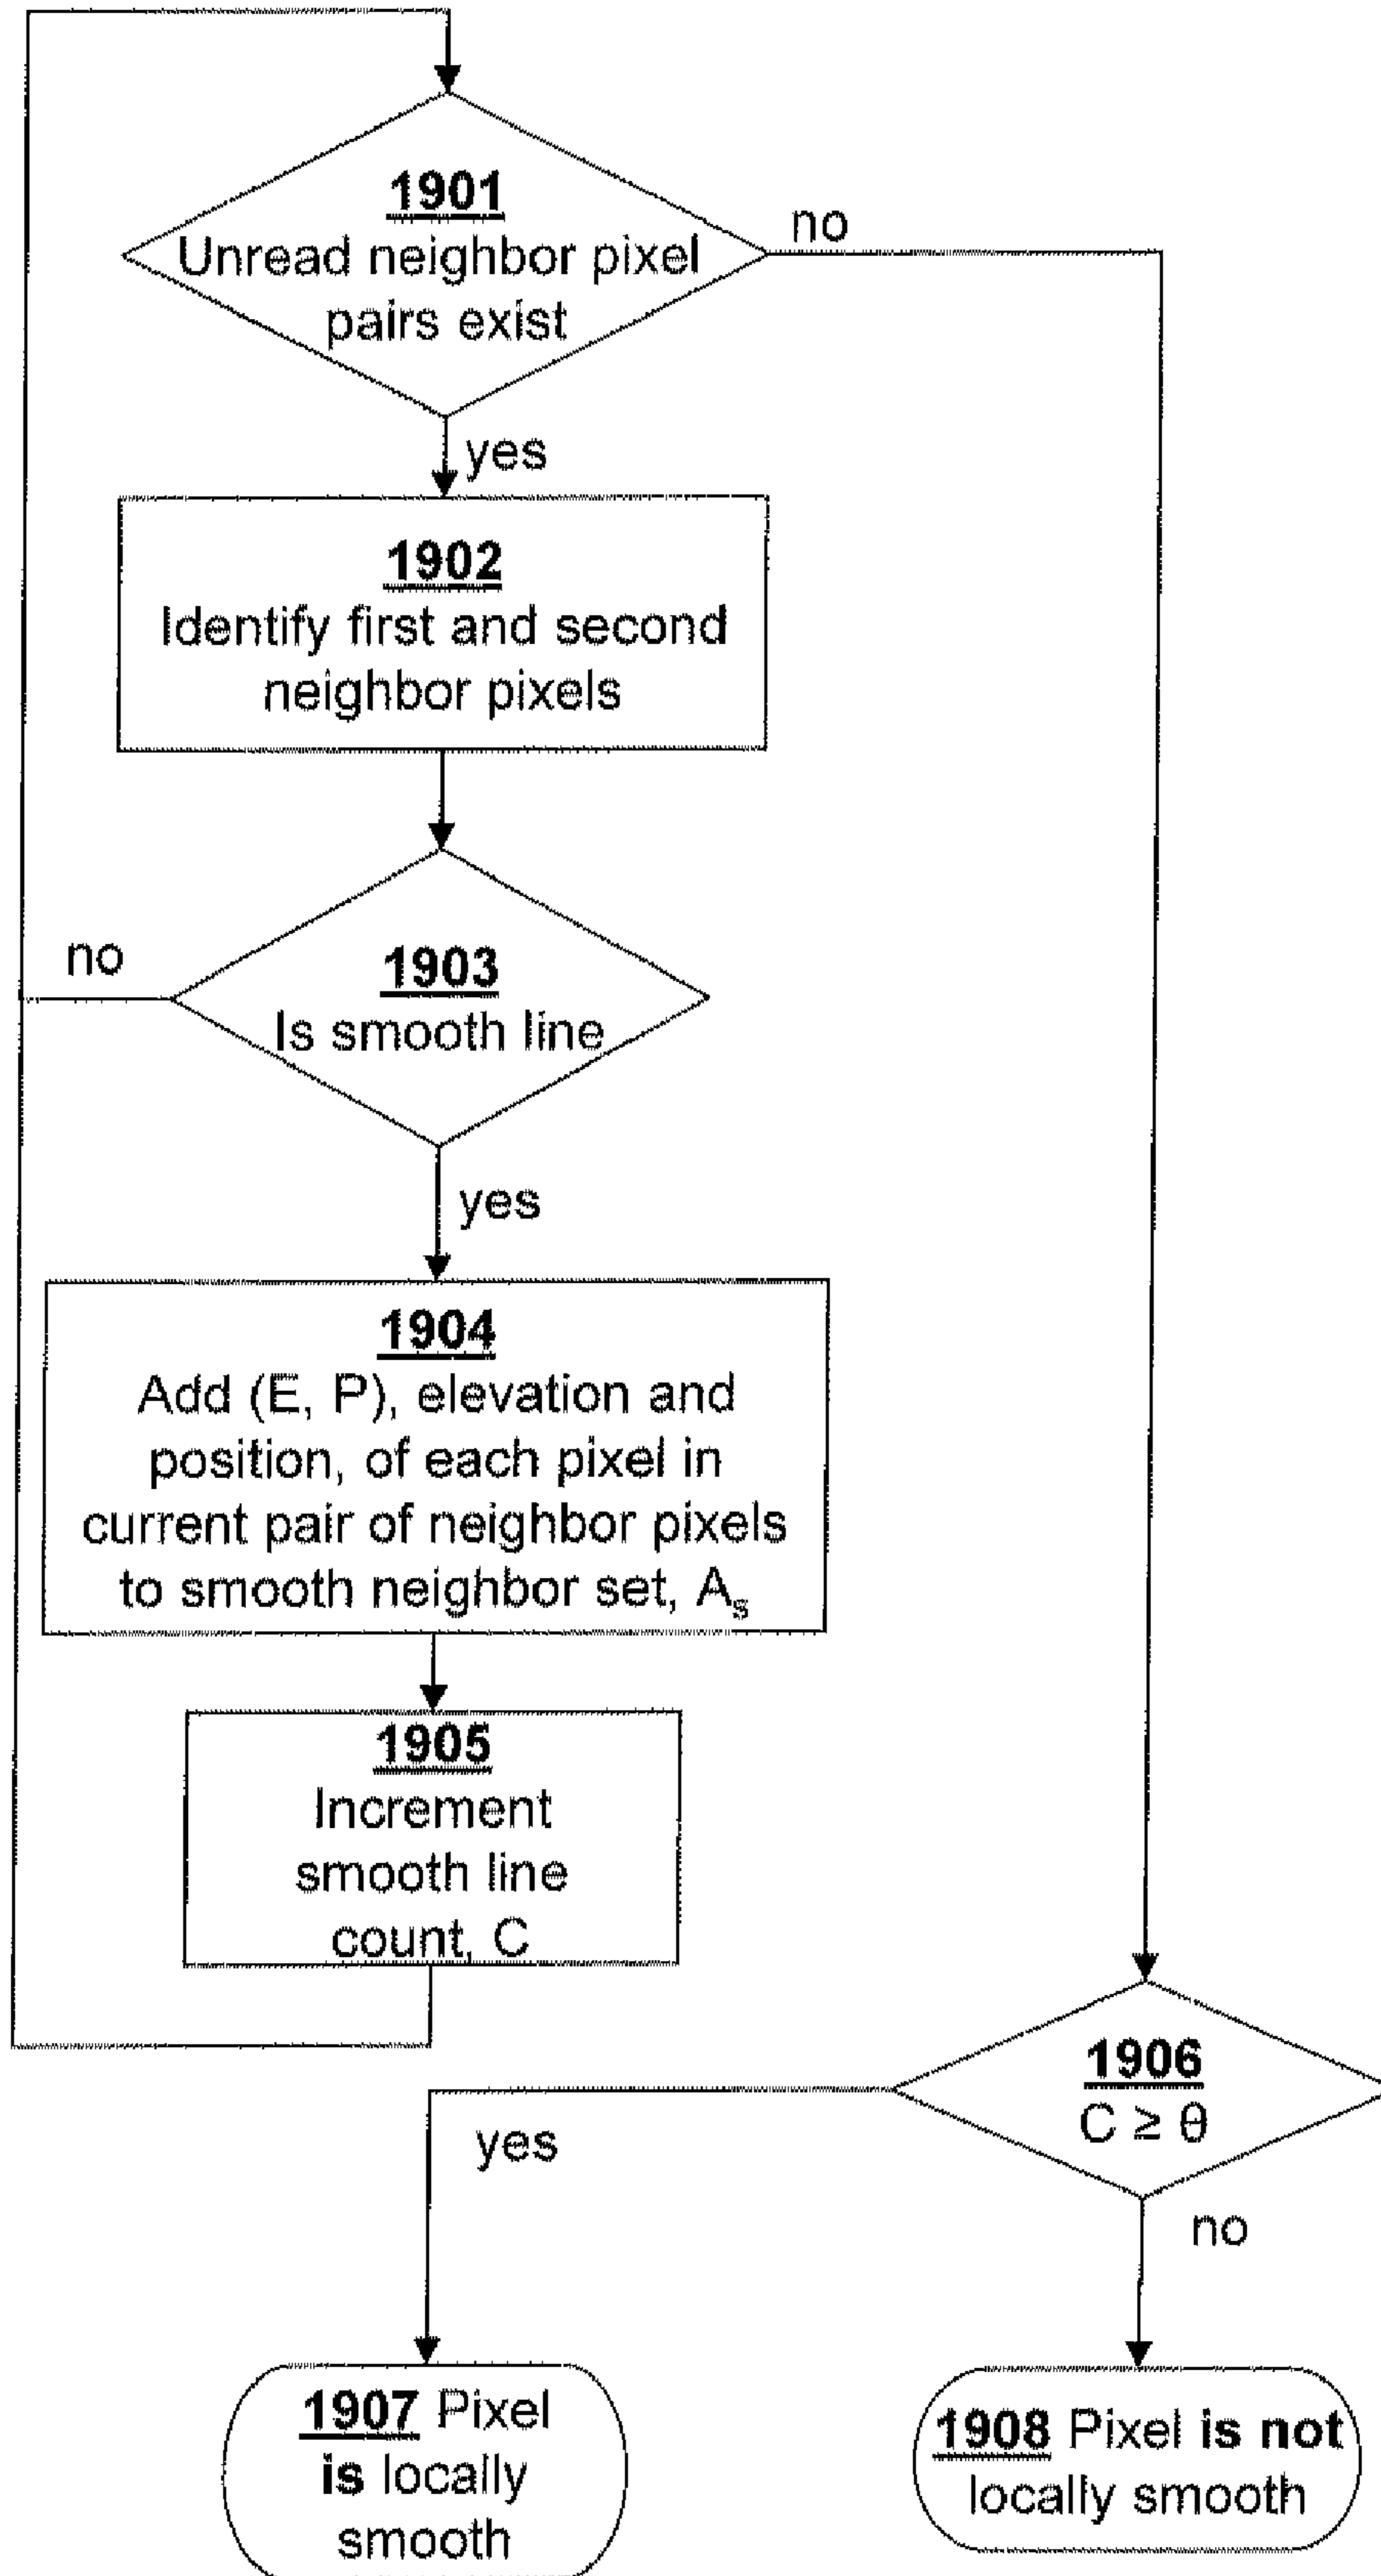 1901
no
Unread neighbor pixel
pairs exist
yes
1902
Identify first and second
neighbor pixels
no
1903
Is smooth line
yes
1904
Add (E, P), elevation and
position, of each pixel in
current pair of neighbor pixels
to smooth neighbor set, Aₛ
1905
Increment
smooth line
count, C
1906
C ≥ θ
yes
no
1907 Pixel
is locally
smooth
1908 Pixel is not
locally smooth